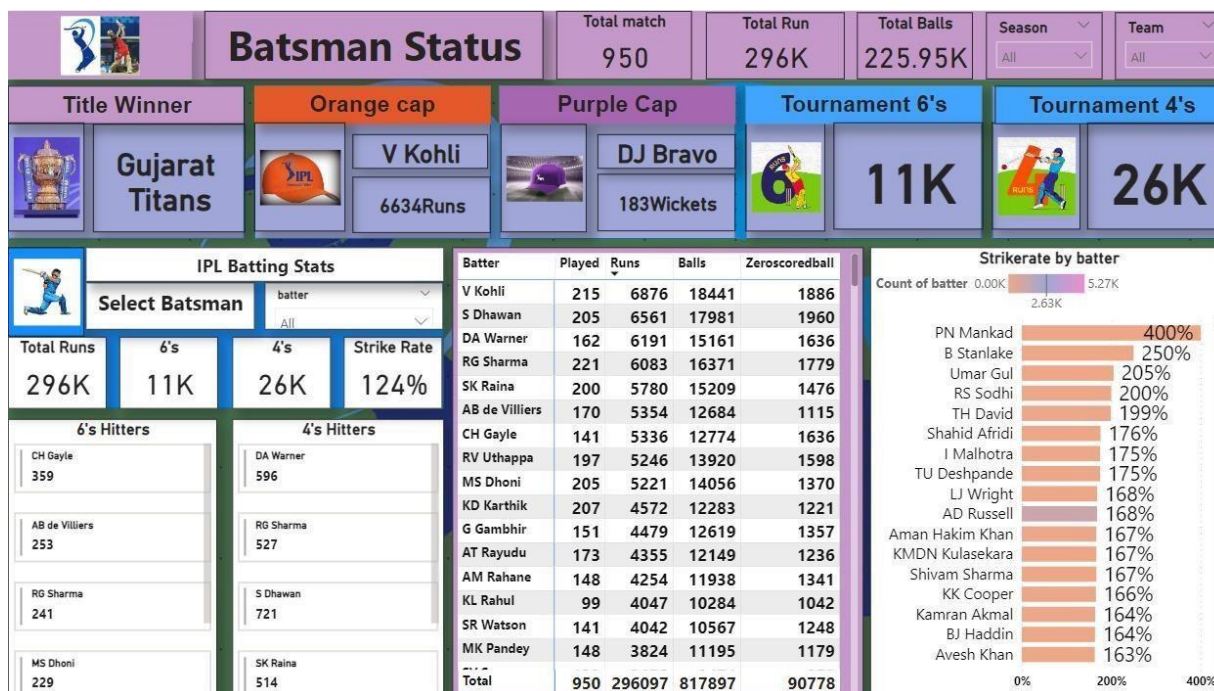 Batsman Status
Total match
950
Total Run
296K
Total Balls
225.95K
Season
All
Team
All
Title Winner
Gujarat
Titans
Orange cap
IPL
V Kohli
6634Runs
Purple Cap
DJ Bravo
183Wickets
Tournament 6's
6
11K
Tournament 4's
4
RUNS
26K
IPL Batting Stats
Select Batsman
batter
All
Total Runs
296K
6's
11K
4's
26K
Strike Rate
124%
6's Hitters
CH Gayle
359
AB de Villiers
253
RG Sharma
241
MS Dhoni
229
4's Hitters
DA Warner
596
RG Sharma
527
S Dhawan
721
SK Raina
514
Batter Played Runs Balls Zeroscoredball
V Kohli 215 6876 18441 1886
S Dhawan 205 6561 17981 1960
DA Warner 162 6191 15161 1636
RG Sharma 221 6083 16371 1779
SK Raina 200 5780 15209 1476
AB de Villiers 170 5354 12684 1115
CH Gayle 141 5336 12774 1636
RV Uthappa 197 5246 13920 1598
MS Dhoni 205 5221 14056 1370
KD Karthik 207 4572 12283 1221
G Gambhir 151 4479 12619 1357
AT Rayudu 173 4355 12149 1236
AM Rahane 148 4254 11938 1341
KL Rahul 99 4047 10284 1042
SR Watson 141 4042 10567 1248
MK Pandey 148 3824 11195 1179
Total 950 296097 817897 90778
Strikerate by batter
Count of batter 0.00K 5.27K
2.63K
PN Mankad 400%
B Stanlake 250%
Umar Gul 205%
RS Sodhi 200%
TH David 199%
Shahid Afridi 176%
I Malhotra 175%
TU Deshpande 175%
LJ Wright 168%
AD Russell 168%
Aman Hakim Khan 167%
KMDN Kulasekara 167%
Shivam Sharma 167%
KK Cooper 166%
Kamran Akmal 164%
BJ Haddin 164%
Avesh Khan 163%
0% 200% 400%